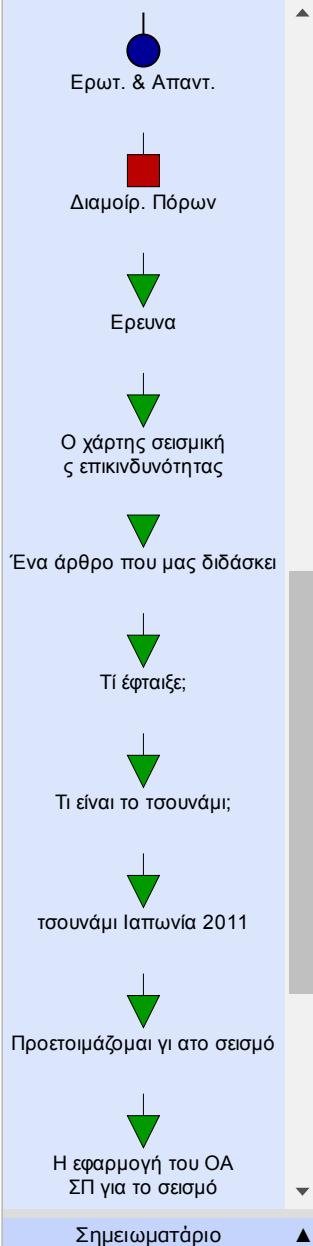 Ερωτ. & Απαντ.
Διαμοίρ. Πόρων
Ερευνα
Ο χάρτης σεισμική
ς επικινδυνότητας
Ένα άρθρο που μας διδάσκει
Τί έφταιξε;
Τι είναι το τσουνάμι;
τσουνάμι Ιαπωνία 2011
Προετοιμάζομαι γι ατο σεισμό
Η εφαρμογή του ΟΑ
ΣΠ για το σεισμό
Σημειωματάριο